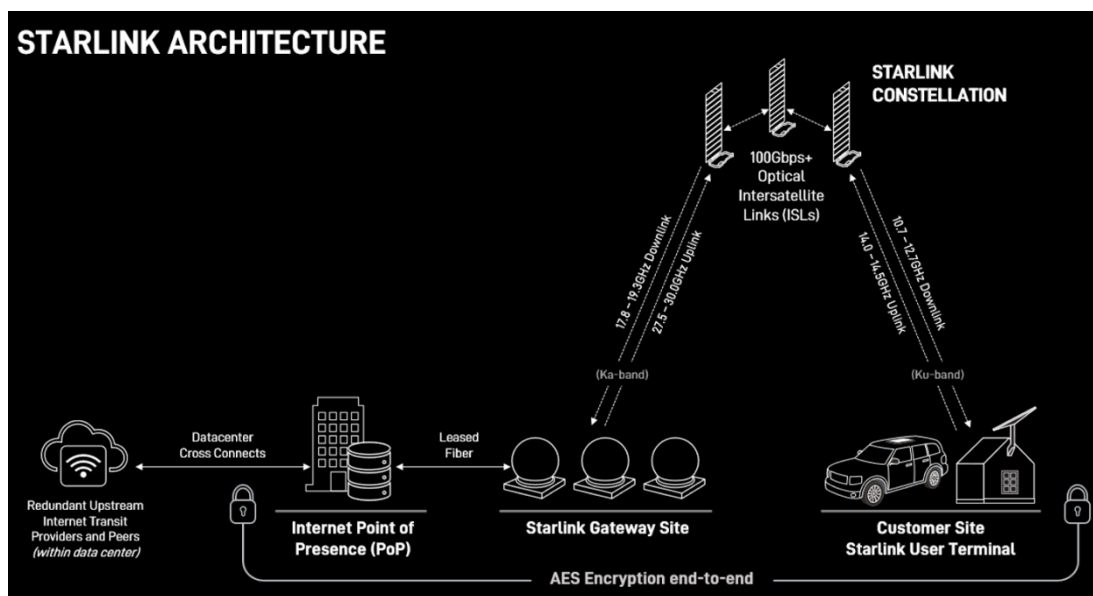 STARLINK ARCHITECTURE
STARLINK
CONSTELLATION
100Gbps+
Optical
Intersatellite
Links (ISLs)
17.8 – 19.3GHz Downlink
27.5 – 30.0GHz Uplink
10.7 – 12.7GHz Downlink
14.0 – 14.5GHz Uplink
(Ka-band)
(Ku-band)
Datacenter
Cross Connects
Leased
Fiber
Redundant Upstream
Internet Transit
Providers and Peers
(within data center)
Internet Point of
Presence (PoP)
Starlink Gateway Site
Customer Site
Starlink User Terminal
AES Encryption end-to-end